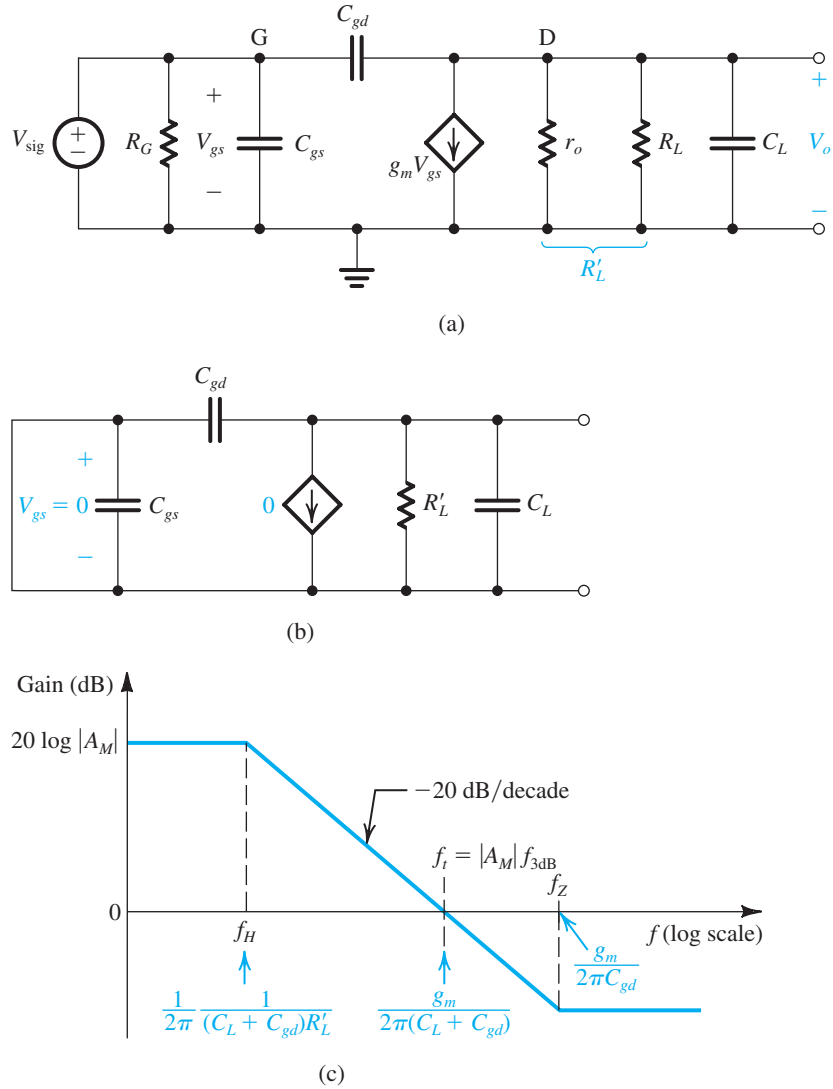 C_gd
G
D
V_sig
+
−
R_G
+
V_gs
−
C_gs
g_m V_gs
r_o
R_L
C_L
+
V_o
−
R′_L
(a)
C_gd
+
V_gs = 0
−
C_gs
0
R′_L
C_L
(b)
Gain (dB)
20 log |A_M|
−20 dB/decade
f_t = |A_M| f_3dB
f_Z
0
f_H
f (log scale)
1/2π 1/(C_L + C_gd)R′_L
g_m/2π(C_L + C_gd)
g_m/2πC_gd
(c)